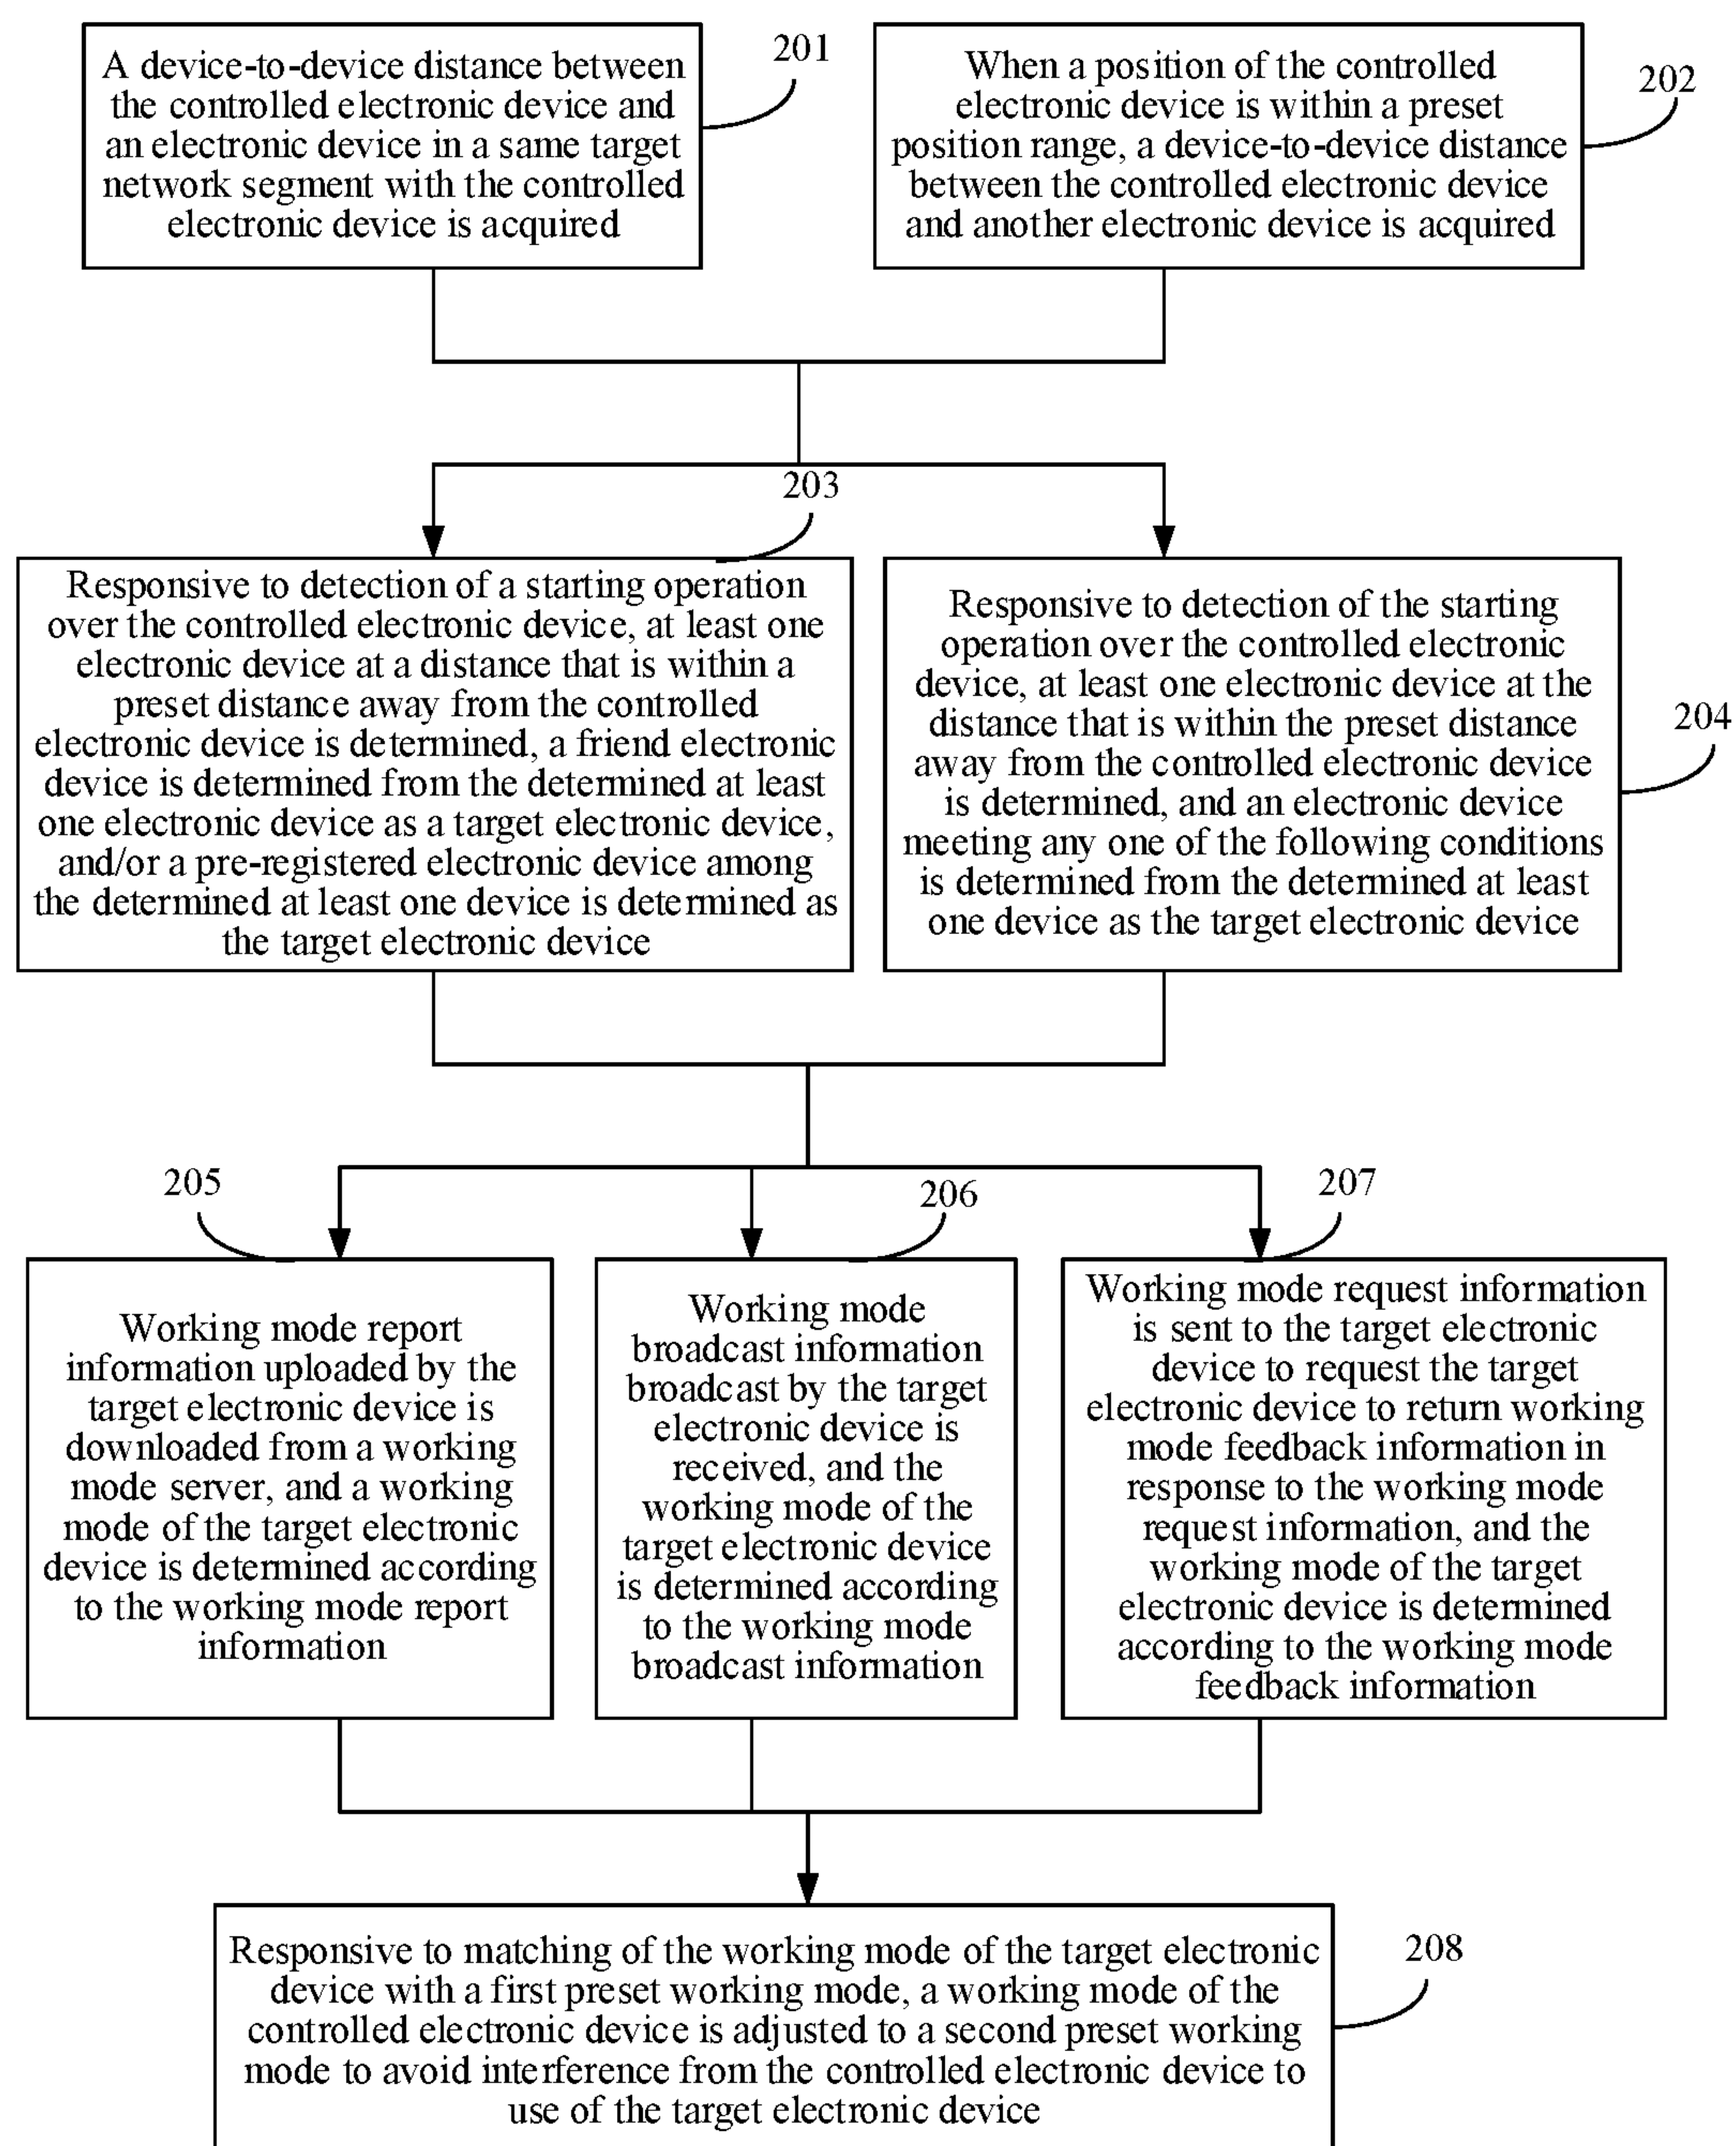 A device-to-device distance between
the controlled electronic device and
an electronic device in a same target
network segment with the controlled
electronic device is acquired
201
When a position of the controlled
electronic device is within a preset
position range, a device-to-device distance
between the controlled electronic device
and another electronic device is acquired
202
203
Responsive to detection of a starting operation
over the controlled electronic device, at least one
electronic device at a distance that is within a
preset distance away from the controlled
electronic device is determined, a friend electronic
device is determined from the determined at least
one electronic device as a target electronic device,
and/or a pre-registered electronic device among
the determined at least one device is determined as
the target electronic device
Responsive to detection of the starting
operation over the controlled electronic
device, at least one electronic device at the
distance that is within the preset distance
away from the controlled electronic device
is determined, and an electronic device
meeting any one of the following conditions
is determined from the determined at least
one device as the target electronic device
204
205
Working mode report
information uploaded by the
target electronic device is
downloaded from a working
mode server, and a working
mode of the target electronic
device is determined according
to the working mode report
information
206
Working mode
broadcast information
broadcast by the target
electronic device is
received, and the
working mode of the
target electronic device
is determined according
to the working mode
broadcast information
207
Working mode request information
is sent to the target electronic
device to request the target
electronic device to return working
mode feedback information in
response to the working mode
request information, and the
working mode of the target
electronic device is determined
according to the working mode
feedback information
Responsive to matching of the working mode of the target electronic
device with a first preset working mode, a working mode of the
controlled electronic device is adjusted to a second preset working
mode to avoid interference from the controlled electronic device to
use of the target electronic device
208